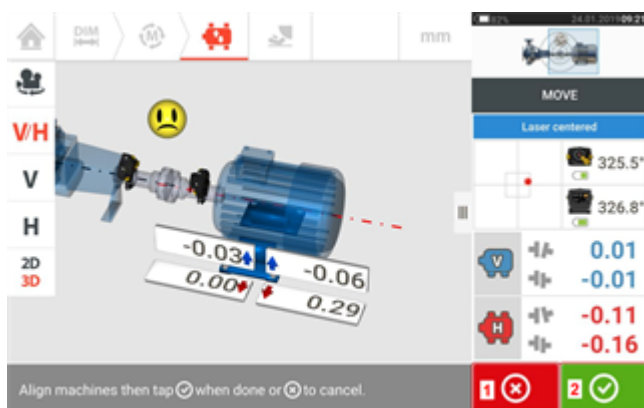 DIM
M
mm
82%
24.01.2019 09:21
MOVE
Laser centered
V/H
V
H
2D
3D
325.5°
326.8°
-0.03
-0.06
0.00
0.29
V
0.01
-0.01
H
-0.11
-0.16
Align machines then tap when done or to cancel.
1
2